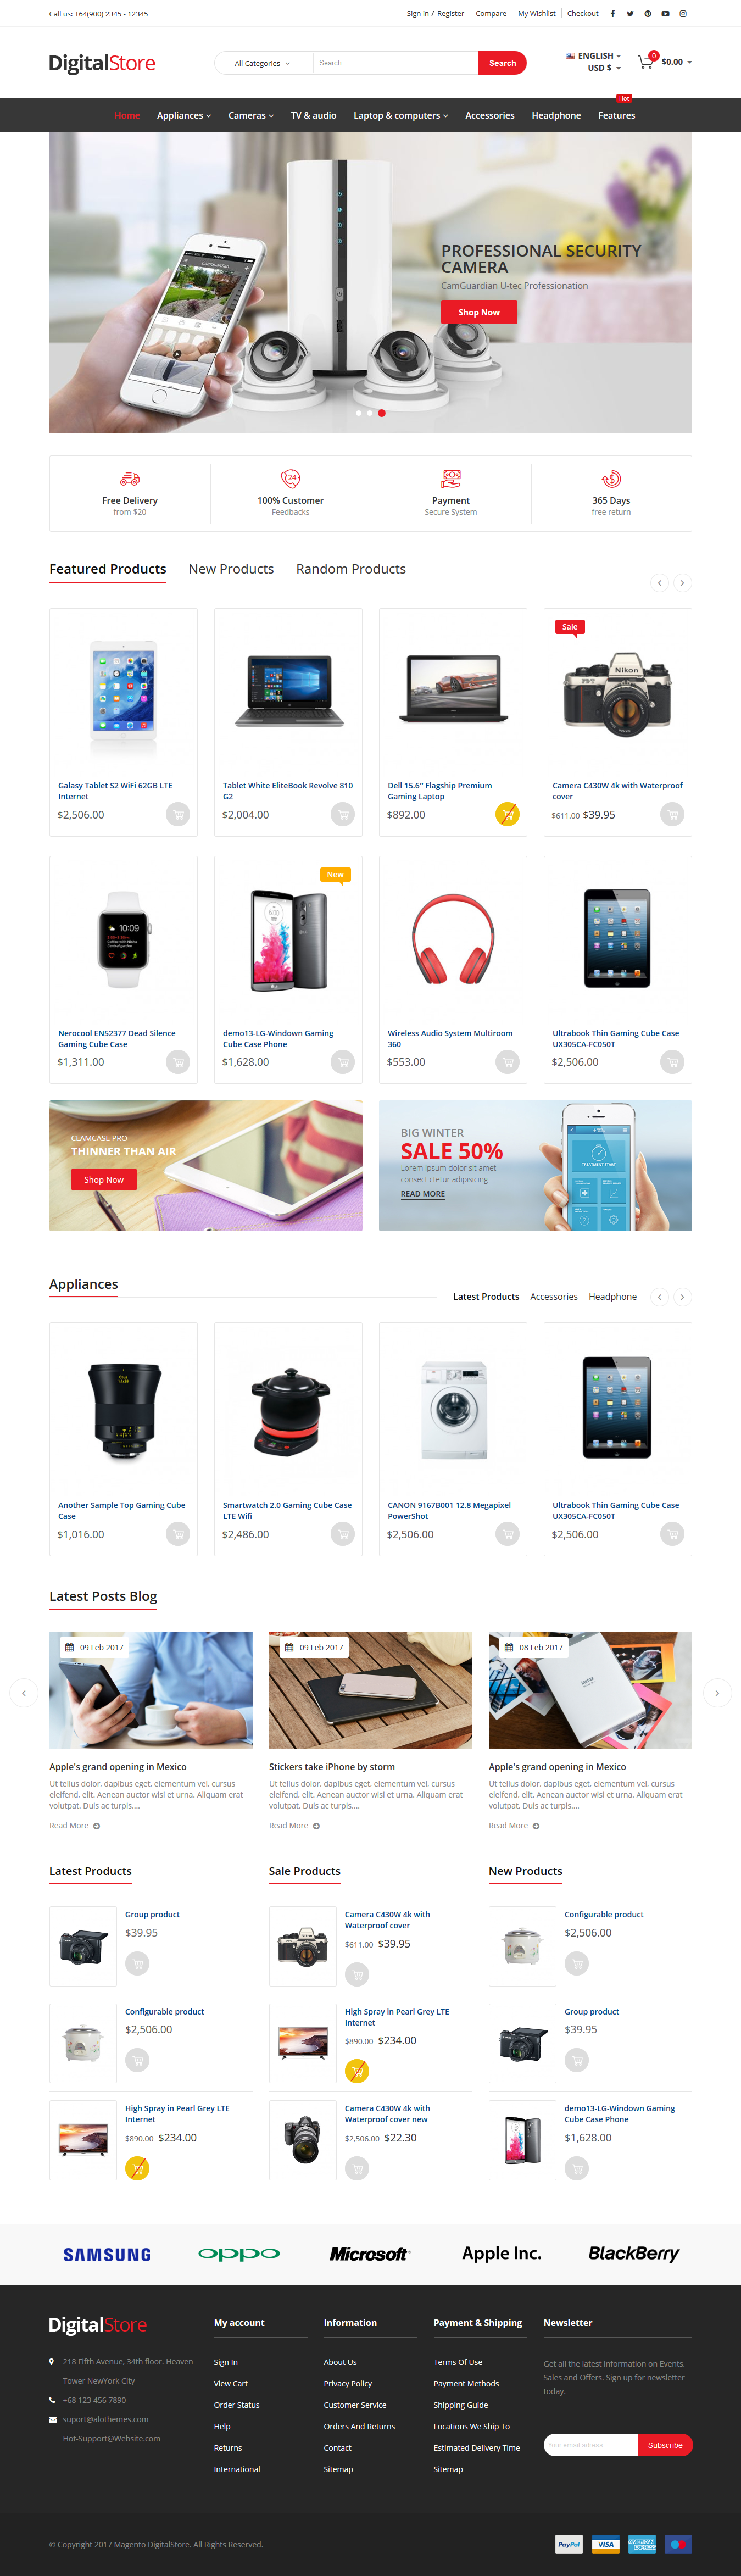 Call us: +64(900) 2345 - 12345
Sign in / Register Compare My Wishlist Checkout
DigitalStore
All Categories Search ... Search
ENGLISH
USD $
0 $0.00
Hot
Home Appliances Cameras TV & audio Laptop & computers Accessories Headphone Features
PROFESSIONAL SECURITY
CAMERA
CamGuardian U-tec Professionation
Shop Now
Free Delivery
from $20
24
100% Customer
Feedbacks
Payment
Secure System
365 Days
free return
Featured Products New Products Random Products
Sale
Nikon
Galasy Tablet S2 WiFi 62GB LTE
Internet
$2,506.00
Tablet White EliteBook Revolve 810
G2
$2,004.00
Dell 15.6" Flagship Premium
Gaming Laptop
$892.00
Camera C430W 4k with Waterproof
cover
$611.00 $39.95
10:09
New
Nerocool EN52377 Dead Silence
Gaming Cube Case
$1,311.00
demo13-LG-Windown Gaming
Cube Case Phone
$1,628.00
Wireless Audio System Multiroom
360
$553.00
Ultrabook Thin Gaming Cube Case
UX305CA-FC050T
$2,506.00
CLAMCASE PRO
THINNER THAN AIR
Shop Now
BIG WINTER
SALE 50%
Lorem ipsum dolor sit amet
consect ctetur adipisicing.
READ MORE
TREATMENT START
Appliances
Latest Products Accessories Headphone
Another Sample Top Gaming Cube
Case
$1,016.00
Smartwatch 2.0 Gaming Cube Case
LTE Wifi
$2,486.00
CANON 9167B001 12.8 Megapixel
PowerShot
$2,506.00
Ultrabook Thin Gaming Cube Case
UX305CA-FC050T
$2,506.00
Latest Posts Blog
09 Feb 2017
Apple's grand opening in Mexico
Ut tellus dolor, dapibus eget, elementum vel, cursus
eleifend, elit. Aenean auctor wisi et urna. Aliquam erat
volutpat. Duis ac turpis....
Read More
09 Feb 2017
Stickers take iPhone by storm
Ut tellus dolor, dapibus eget, elementum vel, cursus
eleifend, elit. Aenean auctor wisi et urna. Aliquam erat
volutpat. Duis ac turpis....
Read More
08 Feb 2017
Apple's grand opening in Mexico
Ut tellus dolor, dapibus eget, elementum vel, cursus
eleifend, elit. Aenean auctor wisi et urna. Aliquam erat
volutpat. Duis ac turpis....
Read More
Latest Products
Group product
$39.95
Configurable product
$2,506.00
High Spray in Pearl Grey LTE
Internet
$890.00 $234.00
Sale Products
Camera C430W 4k with
Waterproof cover
$611.00 $39.95
High Spray in Pearl Grey LTE
Internet
$890.00 $234.00
Camera C430W 4k with
Waterproof cover new
$2,506.00 $22.30
New Products
Configurable product
$2,506.00
Group product
$39.95
demo13-LG-Windown Gaming
Cube Case Phone
$1,628.00
SAMSUNG oppo Microsoft Apple Inc. BlackBerry
DigitalStore
218 Fifth Avenue, 34th floor. Heaven
Tower NewYork City
+68 123 456 7890
suport@alothemes.com
Hot-Support@Website.com
My account
Sign In
View Cart
Order Status
Help
Returns
International
Information
About Us
Privacy Policy
Customer Service
Orders And Returns
Contact
Sitemap
Payment & Shipping
Terms Of Use
Payment Methods
Shipping Guide
Locations We Ship To
Estimated Delivery Time
Sitemap
Newsletter
Get all the latest information on Events,
Sales and Offers. Sign up for newsletter
today.
Your email adress ... Subscribe
© Copyright 2017 Magento DigitalStore. All Rights Reserved.
PayPal VISA AMERICAN EXPRESS